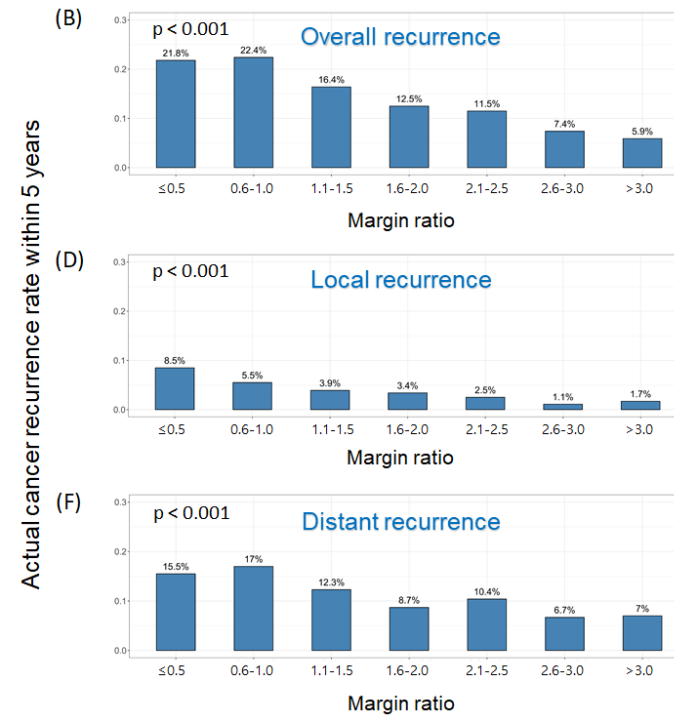 Actual cancer recurrence rate within 5 years
(B)
p < 0.001
Overall recurrence
0.3
0.2
0.1
0.0
21.8%
22.4%
16.4%
12.5%
11.5%
7.4%
5.9%
≤0.5 0.6-1.0 1.1-1.5 1.6-2.0 2.1-2.5 2.6-3.0 >3.0
Margin ratio
(D)
p < 0.001
Local recurrence
0.3
0.2
0.1
0.0
8.5%
5.5%
3.9%
3.4%
2.5%
1.1%
1.7%
≤0.5 0.6-1.0 1.1-1.5 1.6-2.0 2.1-2.5 2.6-3.0 >3.0
Margin ratio
(F)
p < 0.001
Distant recurrence
0.3
0.2
0.1
0.0
15.5%
17%
12.3%
8.7%
10.4%
6.7%
7%
≤0.5 0.6-1.0 1.1-1.5 1.6-2.0 2.1-2.5 2.6-3.0 >3.0
Margin ratio